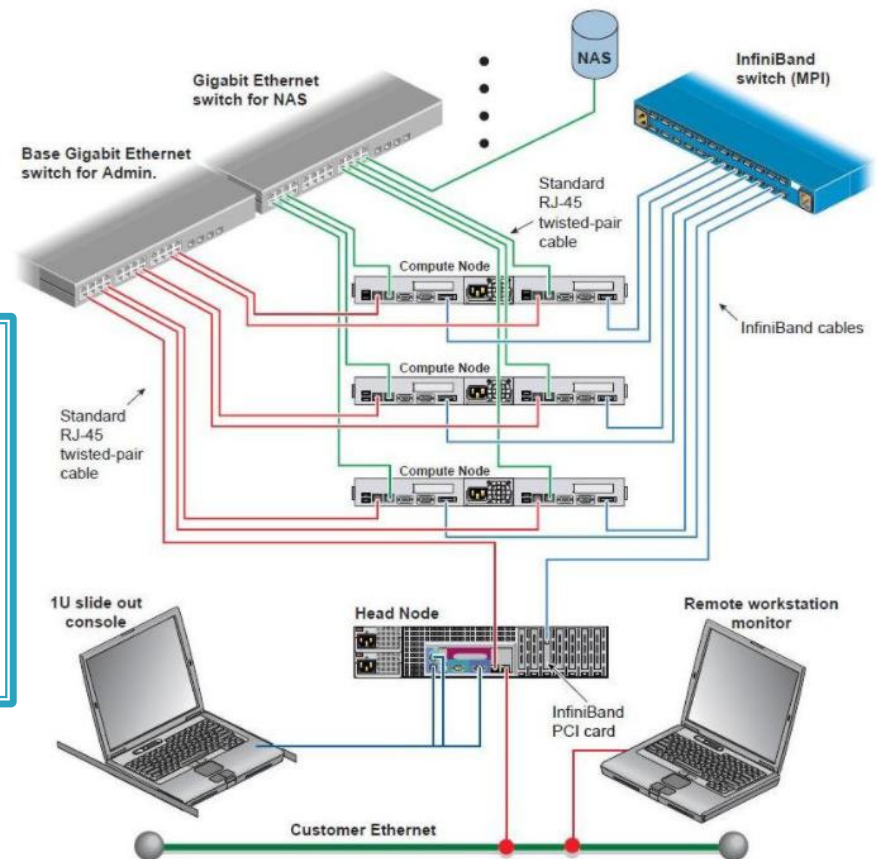 NAS
InfiniBand
switch (MPI)
Gigabit Ethernet
switch for NAS
Base Gigabit Ethernet
switch for Admin.
Standard
RJ-45
twisted-pair
cable
Compute Node
InfiniBand cables
Compute Node
Standard
RJ-45
twisted-pair
cable
Compute Node
1U slide out
console
Head Node
Remote workstation
monitor
InfiniBand
PCI card
Customer Ethernet